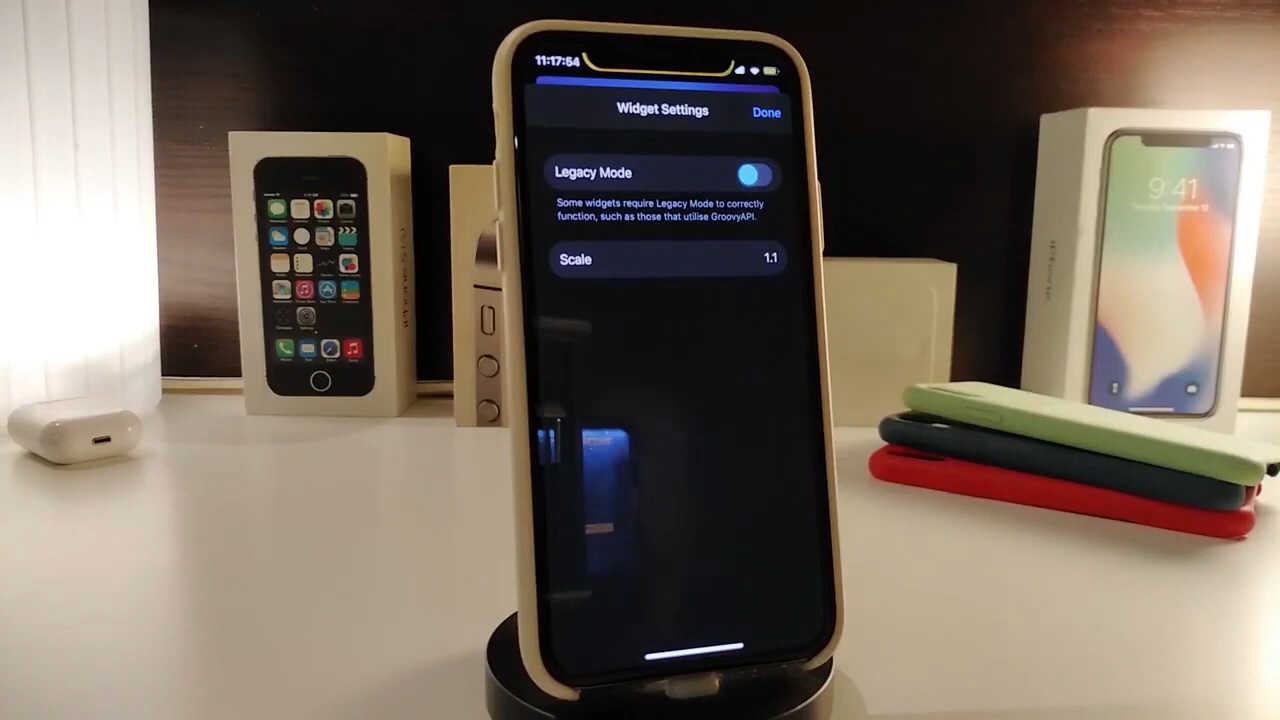 11:17:54
Widget Settings
Done
Legacy Mode
Some widgets require Legacy Mode to correctly
function, such as those that utilise GroovyAPI.
Scale
1.1
9:41